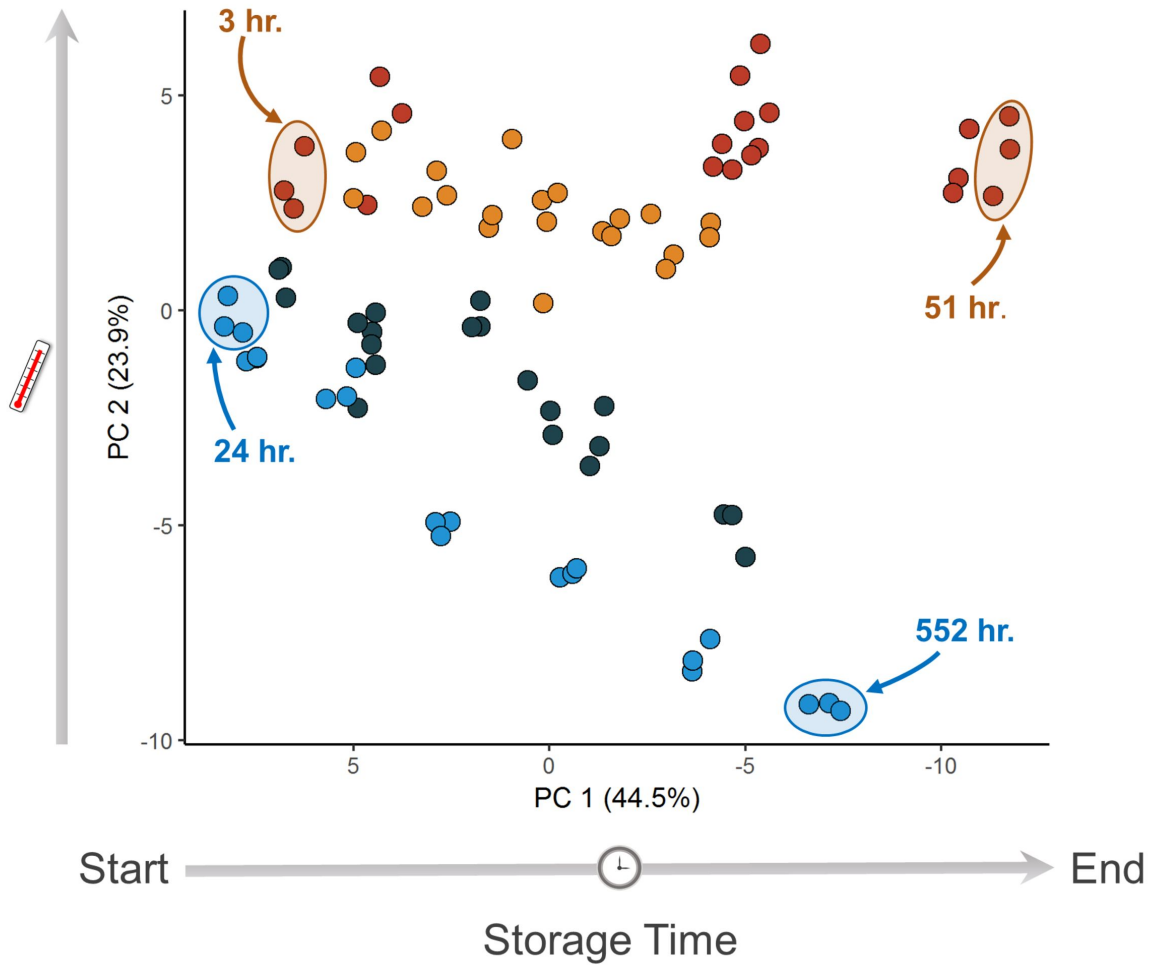 3 hr.
5
0
-5
-10
PC 2 (23.9%)
51 hr.
24 hr.
552 hr.
5
0
-5
-10
PC 1 (44.5%)
Start
End
Storage Time